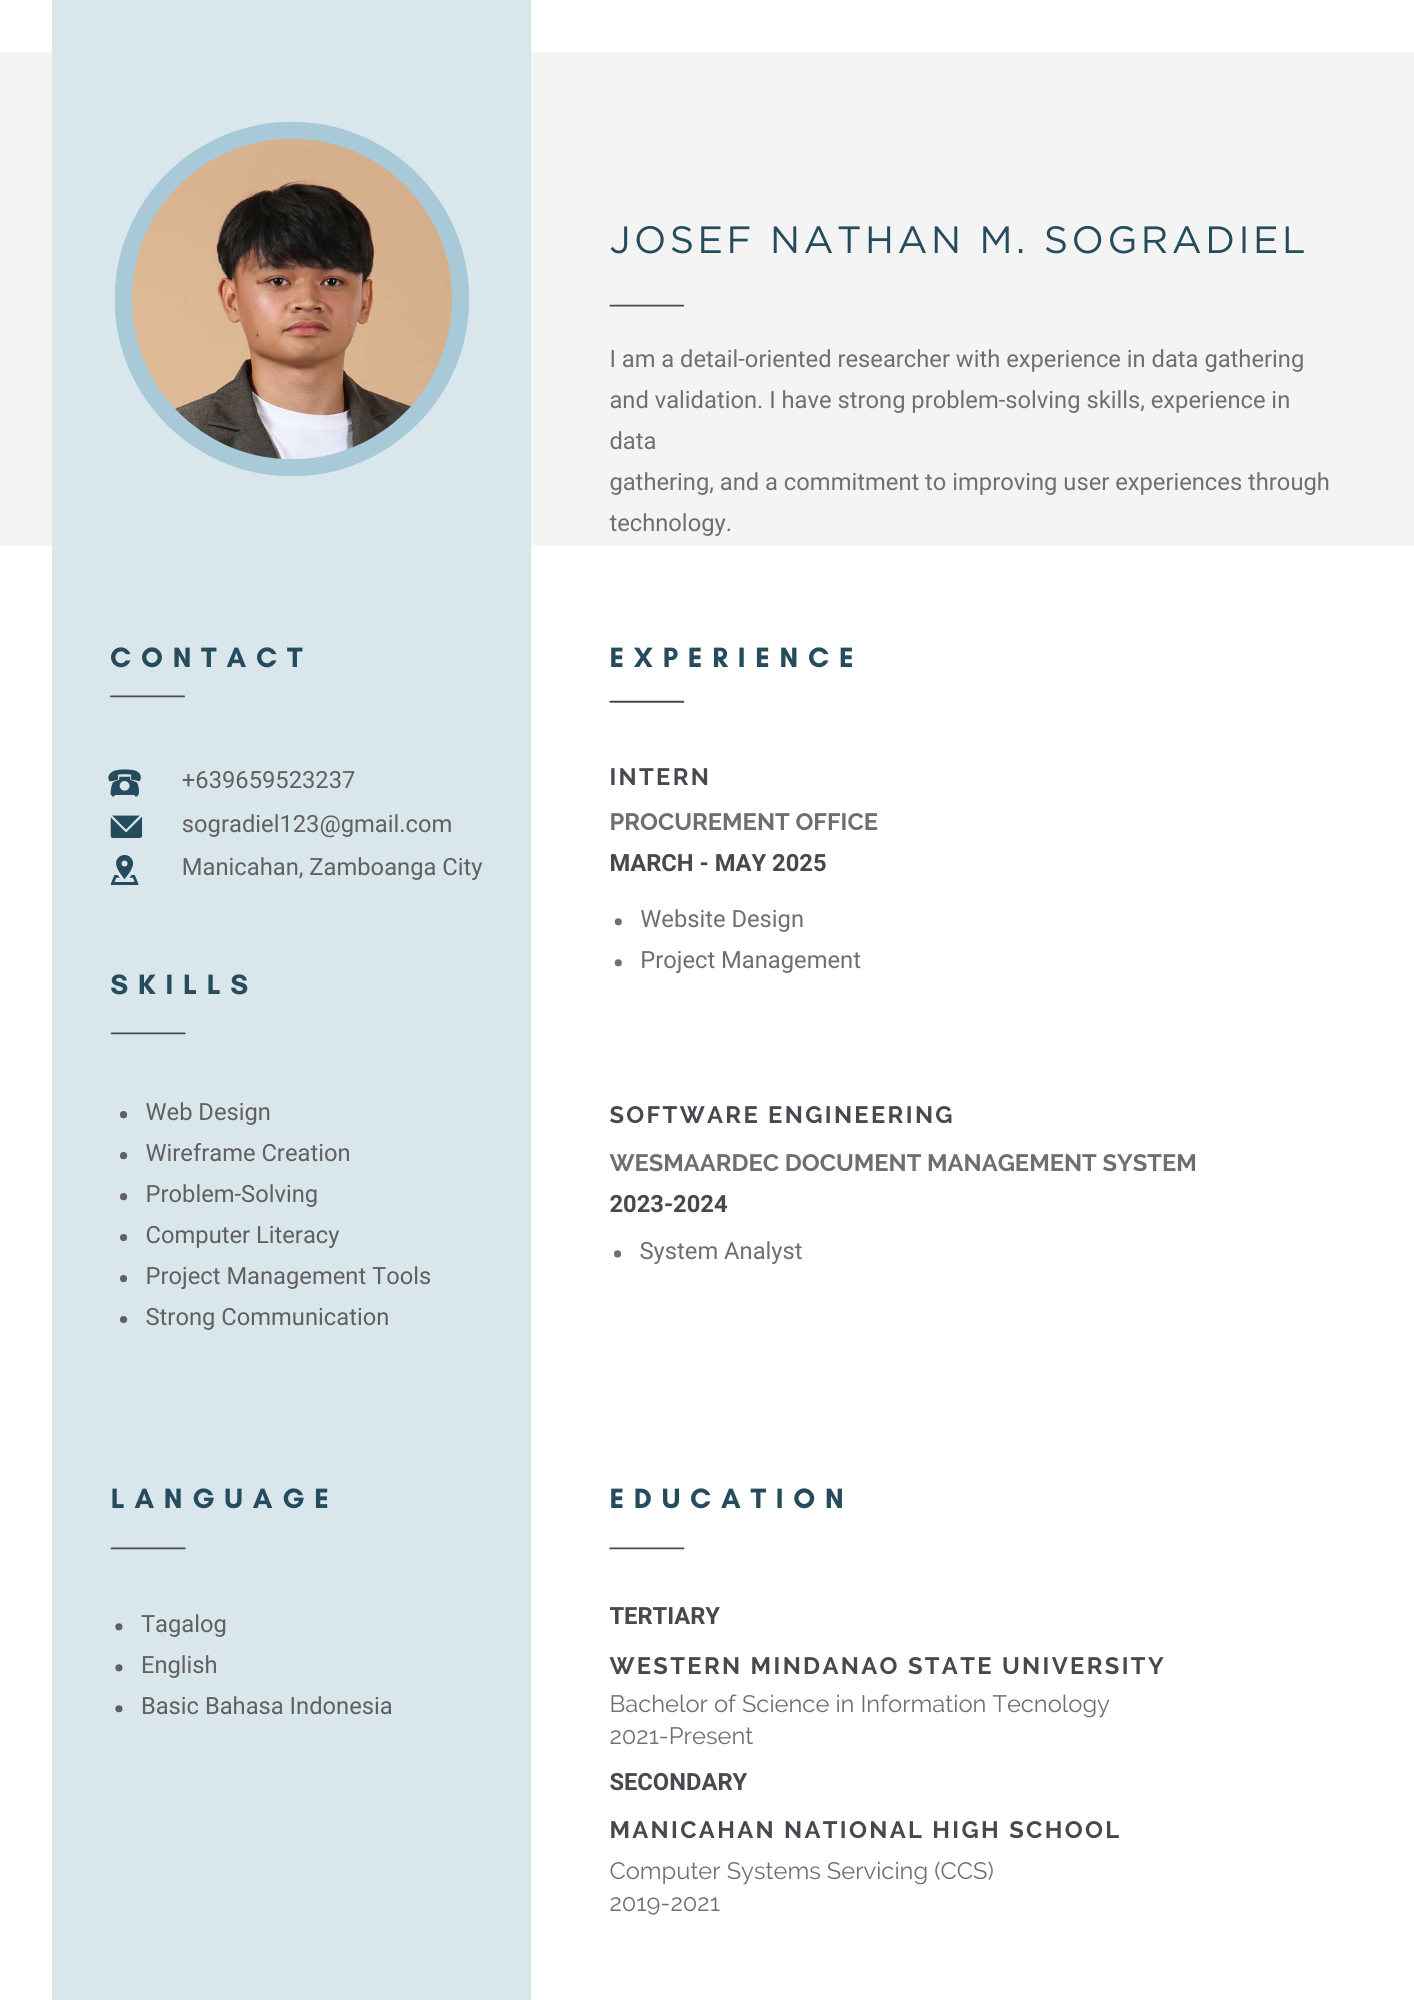 JOSEF NATHAN M. SOGRADIEL
I am a detail-oriented researcher with experience in data gathering
and validation. I have strong problem-solving skills, experience in
data
gathering, and a commitment to improving user experiences through
technology.
CONTACT
+639659523237
sogradiel123@gmail.com
Manicahan, Zamboanga City
SKILLS
Web Design
Wireframe Creation
Problem-Solving
Computer Literacy
Project Management Tools
Strong Communication
LANGUAGE
Tagalog
English
Basic Bahasa Indonesia
EXPERIENCE
INTERN
PROCUREMENT OFFICE
MARCH - MAY 2025
Website Design
Project Management
SOFTWARE ENGINEERING
WESMAARDEC DOCUMENT MANAGEMENT SYSTEM
2023-2024
System Analyst
EDUCATION
TERTIARY
WESTERN MINDANAO STATE UNIVERSITY
Bachelor of Science in Information Tecnology
2021-Present
SECONDARY
MANICAHAN NATIONAL HIGH SCHOOL
Computer Systems Servicing (CCS)
2019-2021